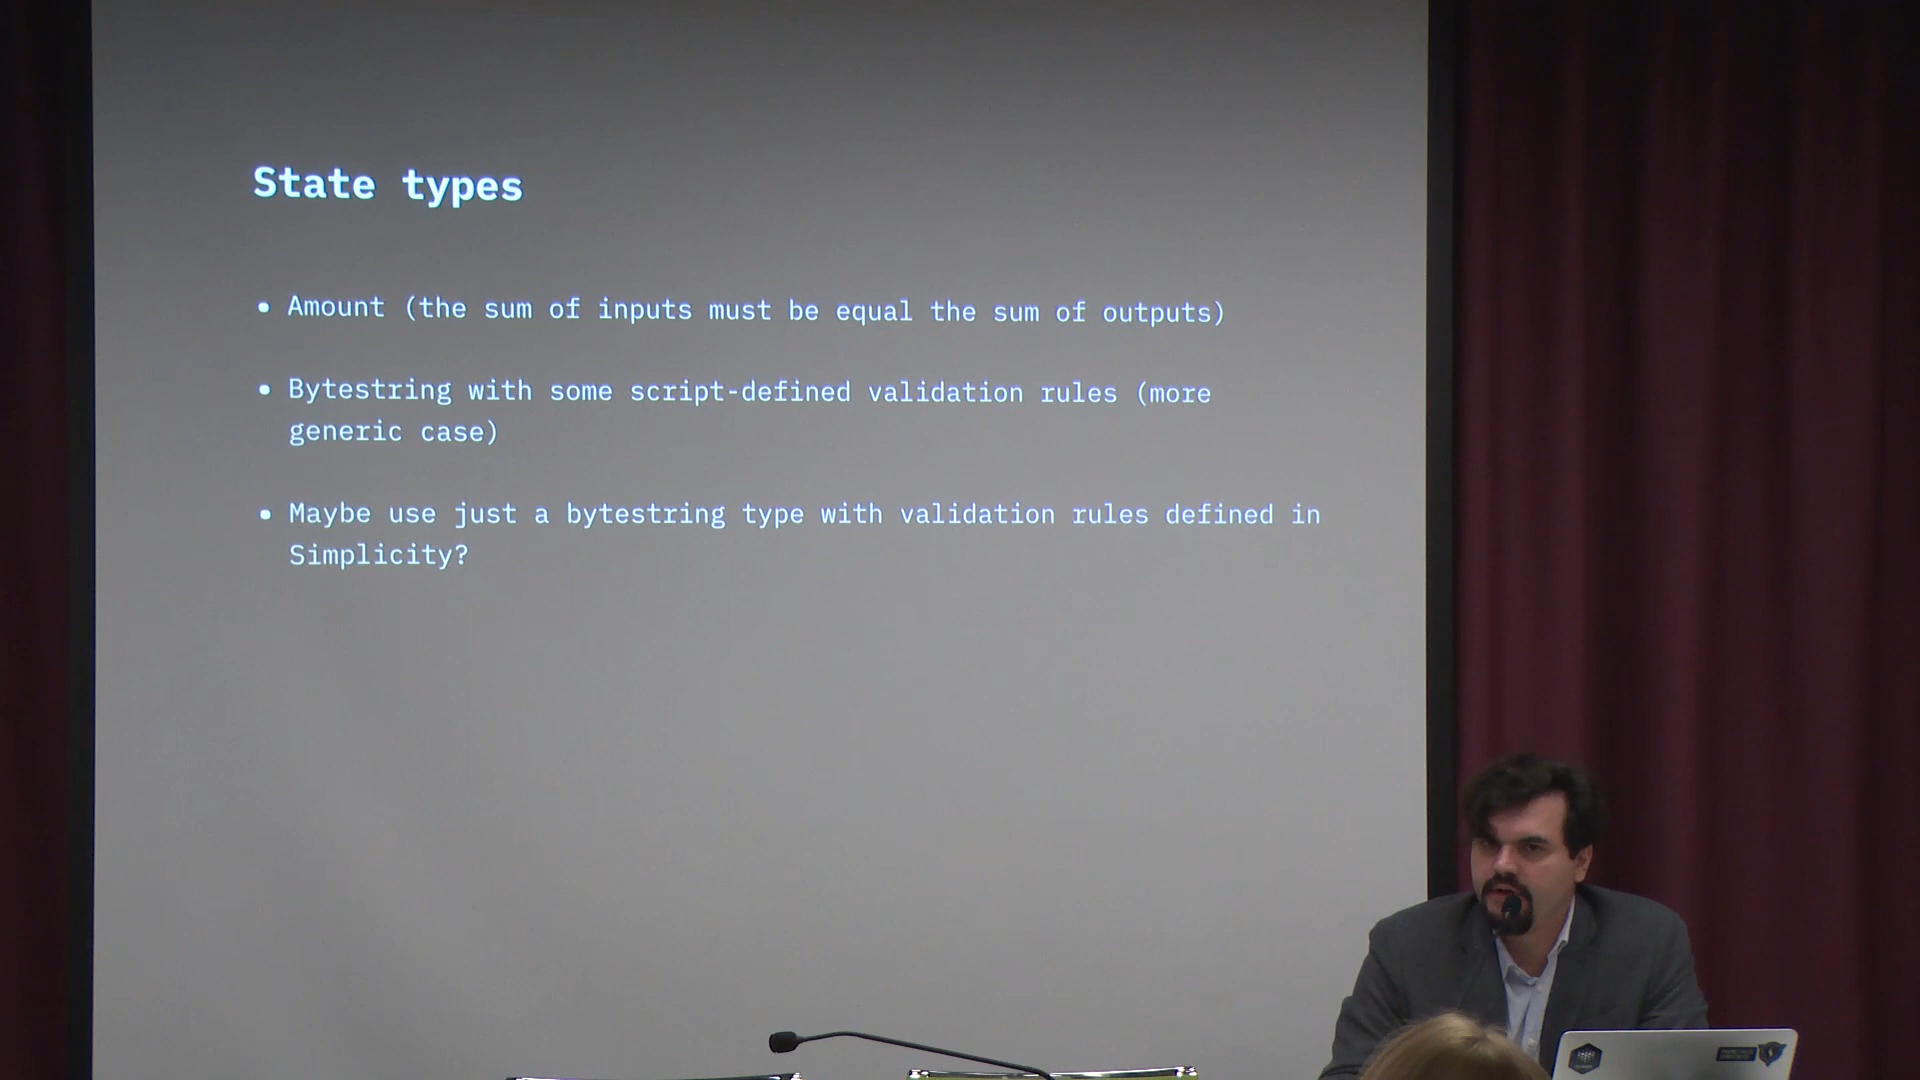 State types
• Amount (the sum of inputs must be equal the sum of outputs)
• Bytestring with some script-defined validation rules (more
generic case)
• Maybe use just a bytestring type with validation rules defined in
Simplicity?